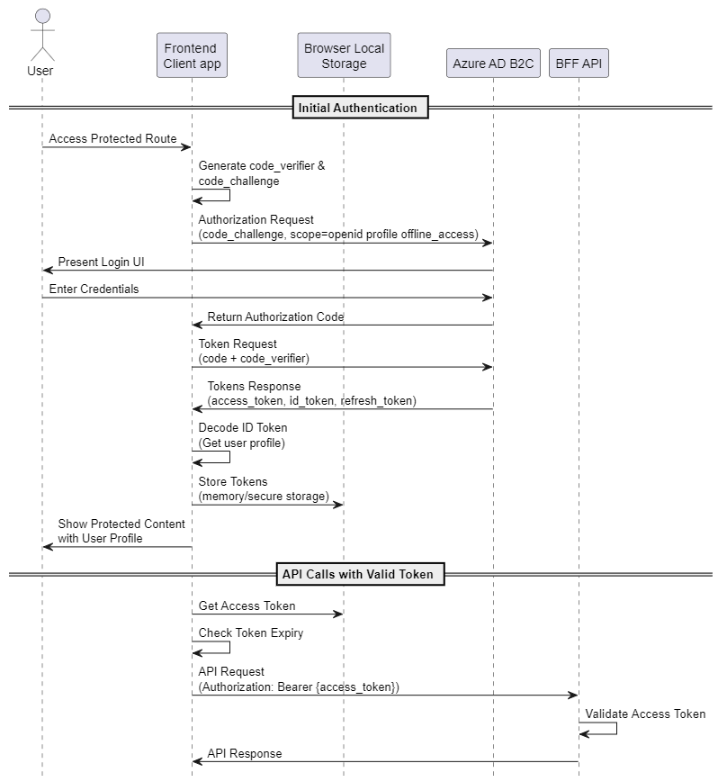 User
Frontend
Client app
Browser Local
Storage
Azure AD B2C
BFF API
Initial Authentication
Access Protected Route
Generate code_verifier &
code_challenge
Authorization Request
(code_challenge, scope=openid profile offline_access)
Present Login UI
Enter Credentials
Return Authorization Code
Token Request
(code + code_verifier)
Tokens Response
(access_token, id_token, refresh_token)
Decode ID Token
(Get user profile)
Store Tokens
(memory/secure storage)
Show Protected Content
with User Profile
API Calls with Valid Token
Get Access Token
Check Token Expiry
API Request
(Authorization: Bearer {access_token})
Validate Access Token
API Response